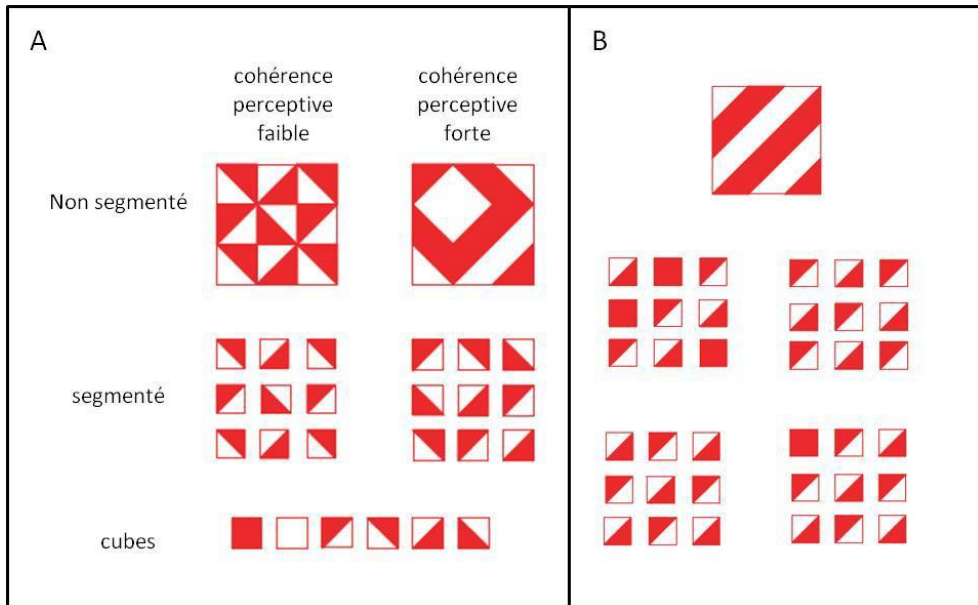 A
cohérence
perceptive
faible
cohérence
perceptive
forte
Non segmenté
segmenté
cubes
B